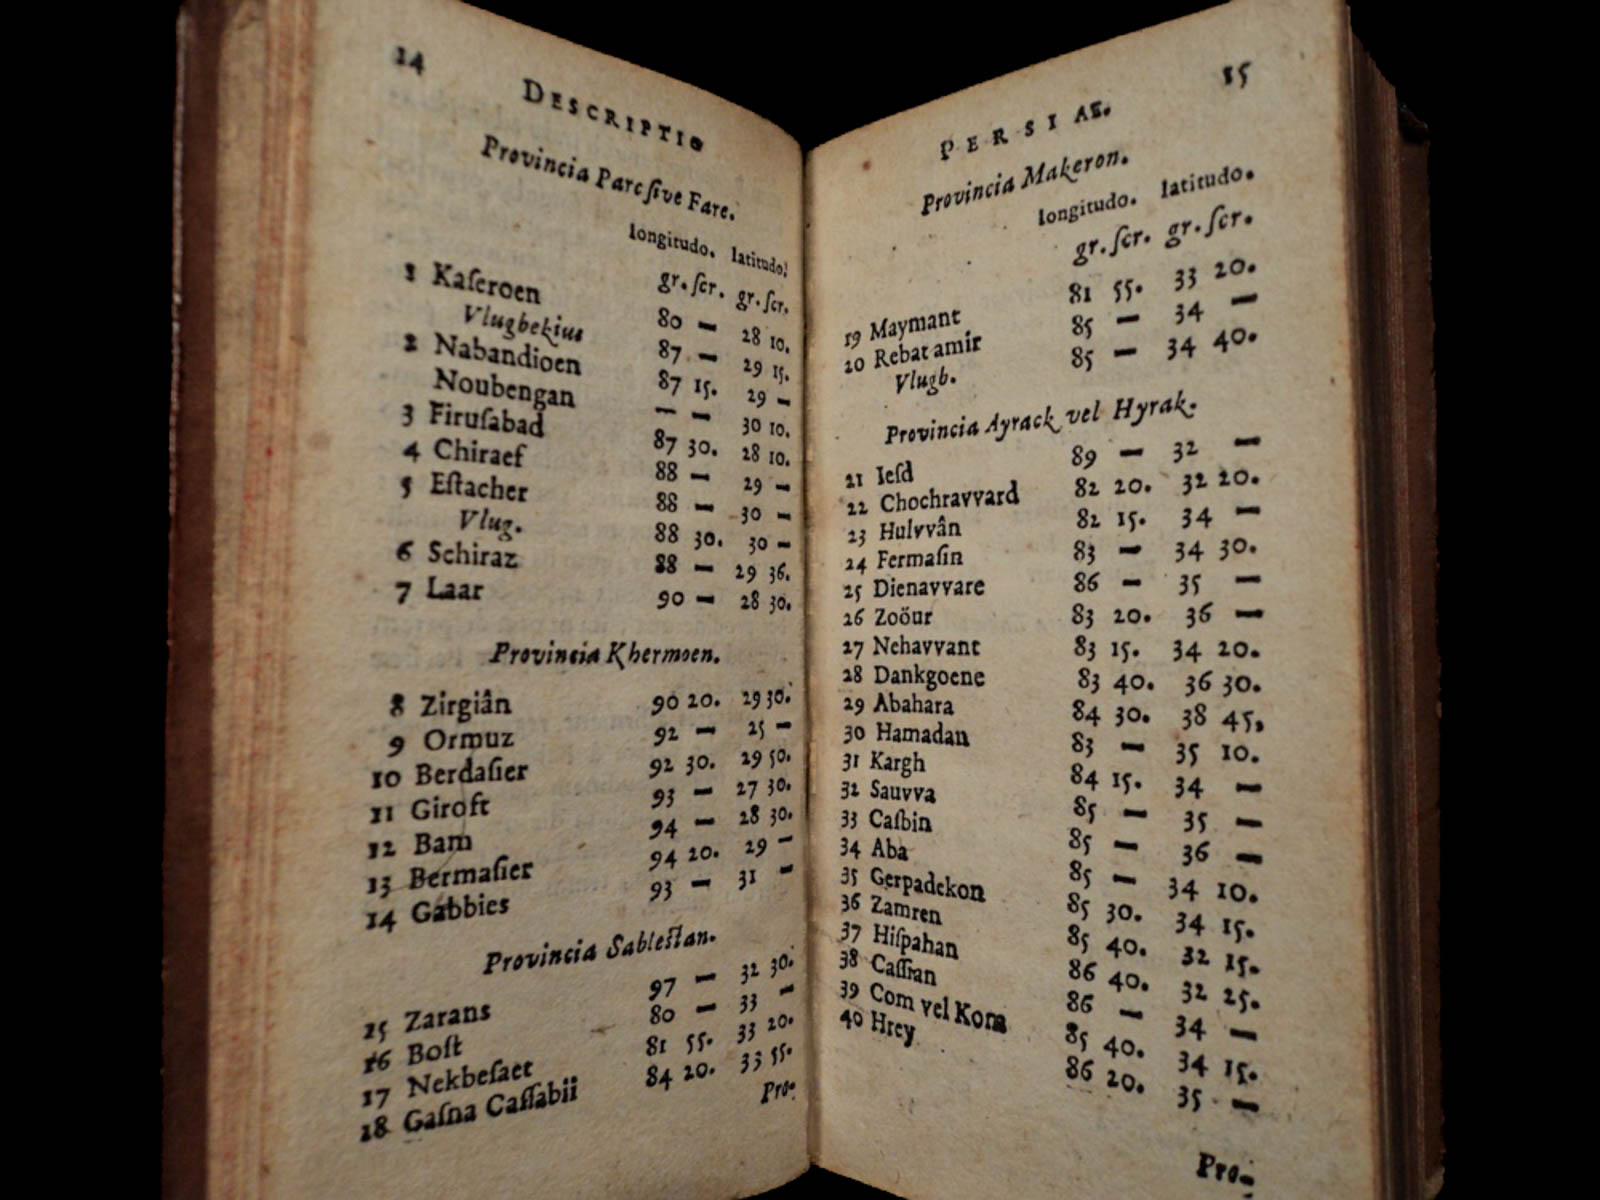 14
DESCRIPTIO
Provincia Parc ſive Fare.
longitudo. latitudo.
gr. ſcr. gr. ſcr.
1 Kaſeroen 80 — 28 10.
Vlugbekius 87 — 29 15.
2 Nabandioen 87 15. 29 —
Noubengan — — 30 10.
3 Firuſabad 87 30. 28 10.
4 Chiraef 88 — 29 —
5 Eſtacher 88 — 30 —
Vlug. 88 30. 30 —
6 Schiraz 88 — 29 36.
7 Laar 90 — 28 30.
Provincia Khermoen.
8 Zirgiân 90 20. 29 30.
9 Ormuz 92 — 25 —
10 Berdaſier 92 30. 29 50.
11 Giroft 93 — 27 30.
12 Bam 94 — 28 30.
13 Bermaſier 94 20. 29 —
14 Gabbies 93 — 31 —
Provincia Sableſtan.
15 Zarans 97 — 32 30.
16 Boſt 80 — 33 —
17 Nekbeſaet 81 55. 33 20.
18 Gaſna Caſſabii 84 20. 33 55.
Pro-
15
PERSIAE.
Provincia Makeron.
longitudo. latitudo.
gr. ſcr. gr. ſcr.
19 Maymant 81 55. 33 20.
20 Rebat amir 85 — 34 —
Vlugb. 85 — 34 40.
Provincia Ayrack vel Hyrak.
21 Ieſd 89 — 32 —
22 Chochravvard 82 20. 32 20.
23 Hulvvân 82 15. 34 —
24 Fermaſin 83 — 34 30.
25 Dienavvare 86 — 35 —
26 Zoöur 83 20. 36 —
27 Nehavvant 83 15. 34 20.
28 Dankgoene 83 40. 36 30.
29 Abahara 84 30. 38 45,
30 Hamadan 83 — 35 10.
31 Kargh 84 15. 34 —
32 Sauvva 85 — 35 —
33 Caſbin 85 — 36 —
34 Aba 85 — 34 10.
35 Gerpadekon 85 30. 34 15.
36 Zamren 85 40. 32 15.
37 Hiſpahan 86 40. 32 25.
38 Caſſran 86 — 34 —
39 Com vel Kom 85 40. 34 15.
40 Hrey 86 20. 35 —
Pro-